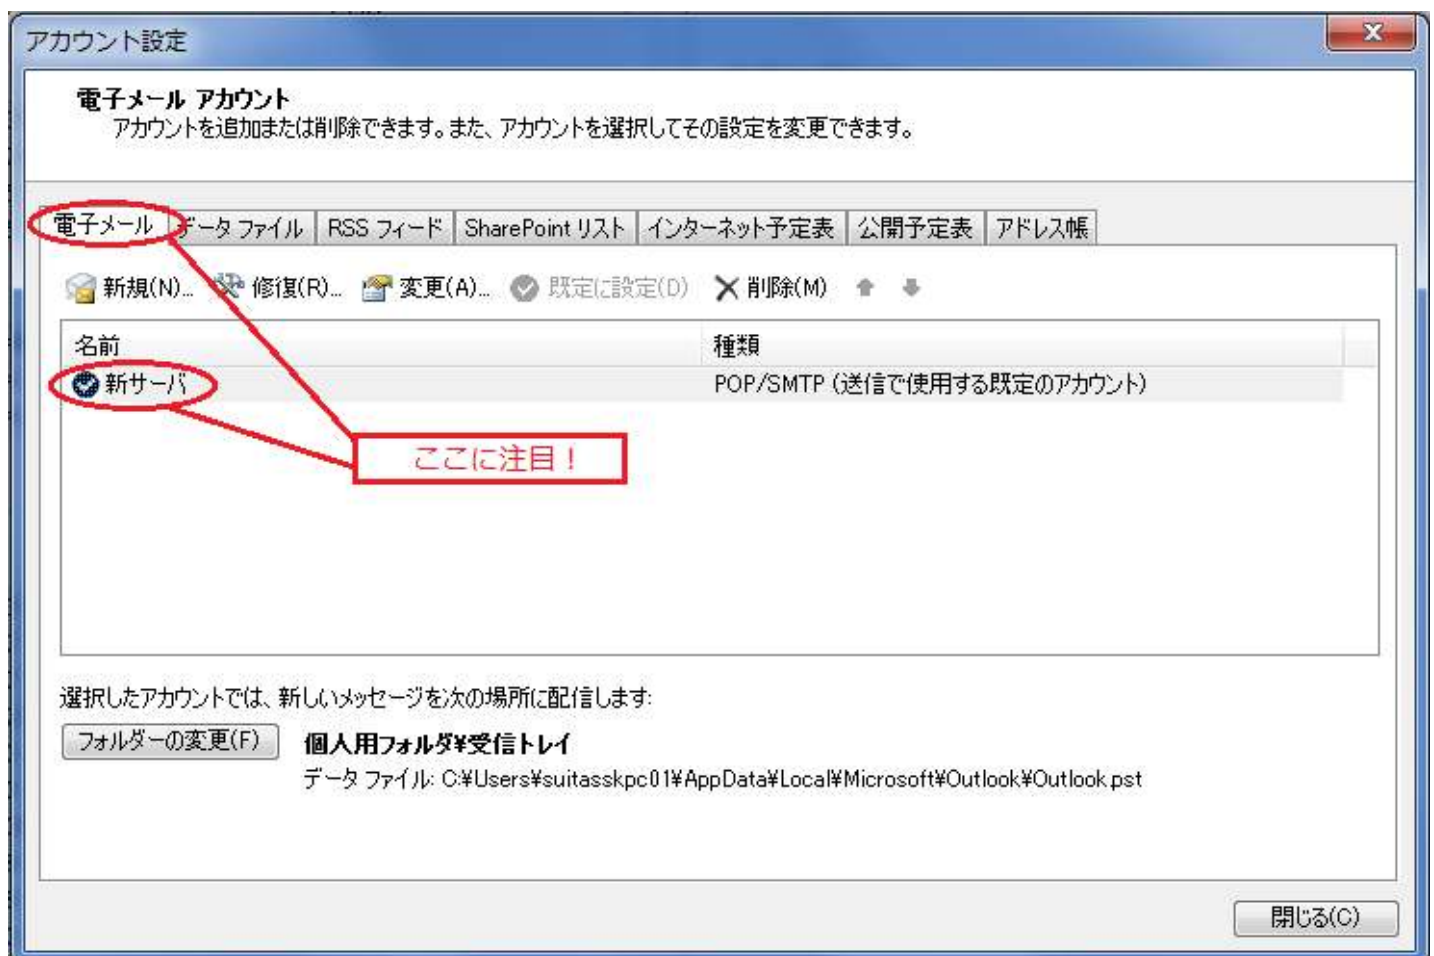 アカウント設定
電子メール アカウント
アカウントを追加または削除できます。また、アカウントを選択してその設定を変更できます。
電子メール データ ファイル RSS フィード SharePoint リスト インターネット予定表 公開予定表 アドレス帳
新規(N)... 修復(R)... 変更(A)... 既定に設定(D) 削除(M)
名前 種類
新サーバ POP/SMTP (送信で使用する既定のアカウント)
ここに注目！
選択したアカウントでは、新しいメッセージを次の場所に配信します:
フォルダーの変更(F) 個人用フォルダ¥受信トレイ
データ ファイル: C:¥Users¥suitasskpc01¥AppData¥Local¥Microsoft¥Outlook¥Outlook.pst
閉じる(C)